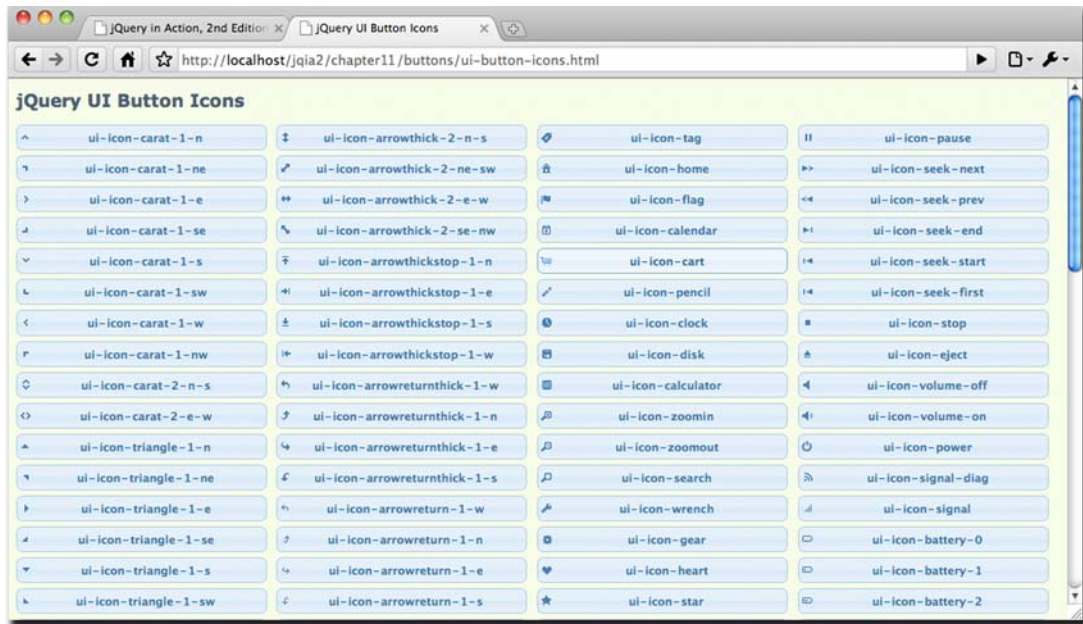 jQuery in Action, 2nd Edition
jQuery UI Button Icons
http://localhost/jqia2/chapter11/buttons/ui-button-icons.html
jQuery UI Button Icons
ui-icon-carat-1-n ui-icon-arrowthick-2-n-s ui-icon-tag ui-icon-pause
ui-icon-carat-1-ne ui-icon-arrowthick-2-ne-sw ui-icon-home ui-icon-seek-next
ui-icon-carat-1-e ui-icon-arrowthick-2-e-w ui-icon-flag ui-icon-seek-prev
ui-icon-carat-1-se ui-icon-arrowthick-2-se-nw ui-icon-calendar ui-icon-seek-end
ui-icon-carat-1-s ui-icon-arrowthickstop-1-n ui-icon-cart ui-icon-seek-start
ui-icon-carat-1-sw ui-icon-arrowthickstop-1-e ui-icon-pencil ui-icon-seek-first
ui-icon-carat-1-w ui-icon-arrowthickstop-1-s ui-icon-clock ui-icon-stop
ui-icon-carat-1-nw ui-icon-arrowthickstop-1-w ui-icon-disk ui-icon-eject
ui-icon-carat-2-n-s ui-icon-arrowreturnthick-1-w ui-icon-calculator ui-icon-volume-off
ui-icon-carat-2-e-w ui-icon-arrowreturnthick-1-n ui-icon-zoomin ui-icon-volume-on
ui-icon-triangle-1-n ui-icon-arrowreturnthick-1-e ui-icon-zoomout ui-icon-power
ui-icon-triangle-1-ne ui-icon-arrowreturnthick-1-s ui-icon-search ui-icon-signal-diag
ui-icon-triangle-1-e ui-icon-arrowreturn-1-w ui-icon-wrench ui-icon-signal
ui-icon-triangle-1-se ui-icon-arrowreturn-1-n ui-icon-gear ui-icon-battery-0
ui-icon-triangle-1-s ui-icon-arrowreturn-1-e ui-icon-heart ui-icon-battery-1
ui-icon-triangle-1-sw ui-icon-arrowreturn-1-s ui-icon-star ui-icon-battery-2